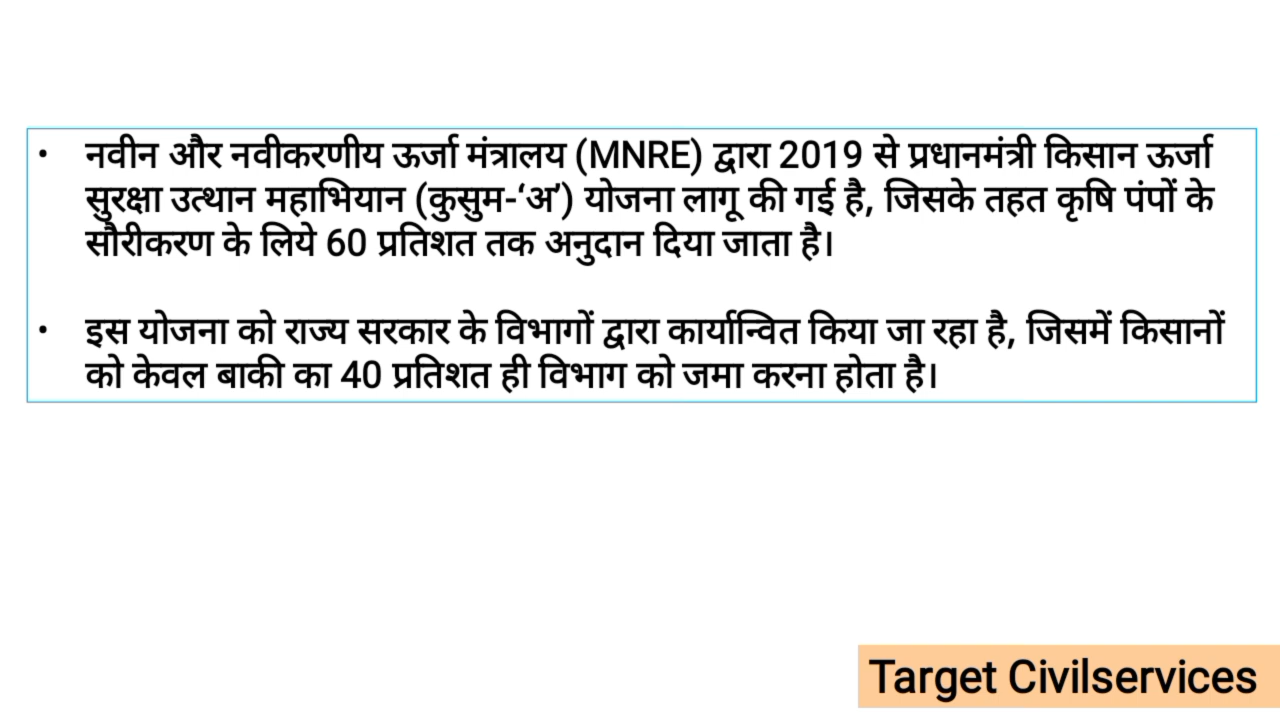 • नवीन और नवीकरणीय ऊर्जा मंत्रालय (MNRE) द्वारा 2019 से प्रधानमंत्री किसान ऊर्जा
सुरक्षा उत्थान महाभियान (कुसुम-‘अ’) योजना लागू की गई है, जिसके तहत कृषि पंपों के
सौरीकरण के लिये 60 प्रतिशत तक अनुदान दिया जाता है।
• इस योजना को राज्य सरकार के विभागों द्वारा कार्यान्वित किया जा रहा है, जिसमें किसानों
को केवल बाकी का 40 प्रतिशत ही विभाग को जमा करना होता है।
Target Civilservices